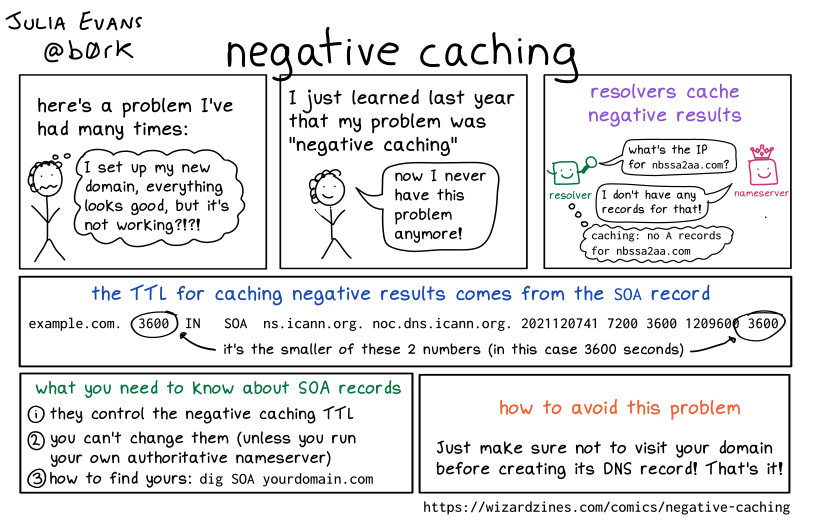 JULIA EVANS
@b0rk
negative caching
here's a problem I've
had many times:
I set up my new
domain, everything
looks good, but it's
not working?!?!
I just learned last year
that my problem was
"negative caching"
now I never
have this
problem
anymore!
resolvers cache
negative results
what's the IP
for nbssa2aa.com?
resolver
I don't have any
records for that!
nameserver
caching: no A records
for nbssa2aa.com
the TTL for caching negative results comes from the SOA record
example.com. 3600 IN SOA ns.icann.org. noc.dns.icann.org. 2021120741 7200 3600 1209600 3600
it's the smaller of these 2 numbers (in this case 3600 seconds)
what you need to know about SOA records
① they control the negative caching TTL
② you can't change them (unless you run
your own authoritative nameserver)
③ how to find yours: dig SOA yourdomain.com
how to avoid this problem
Just make sure not to visit your domain
before creating its DNS record! That's it!
https://wizardzines.com/comics/negative-caching